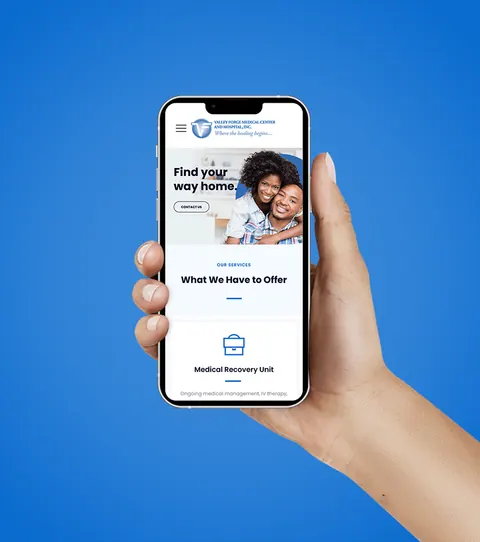 VALLEY FORGE MEDICAL CENTER
AND HOSPITAL, INC.
Where the healing begins...
Find your
way home.
CONTACT US
OUR SERVICES
What We Have to Offer
Medical Recovery Unit
Ongoing medical management, IV therapy,